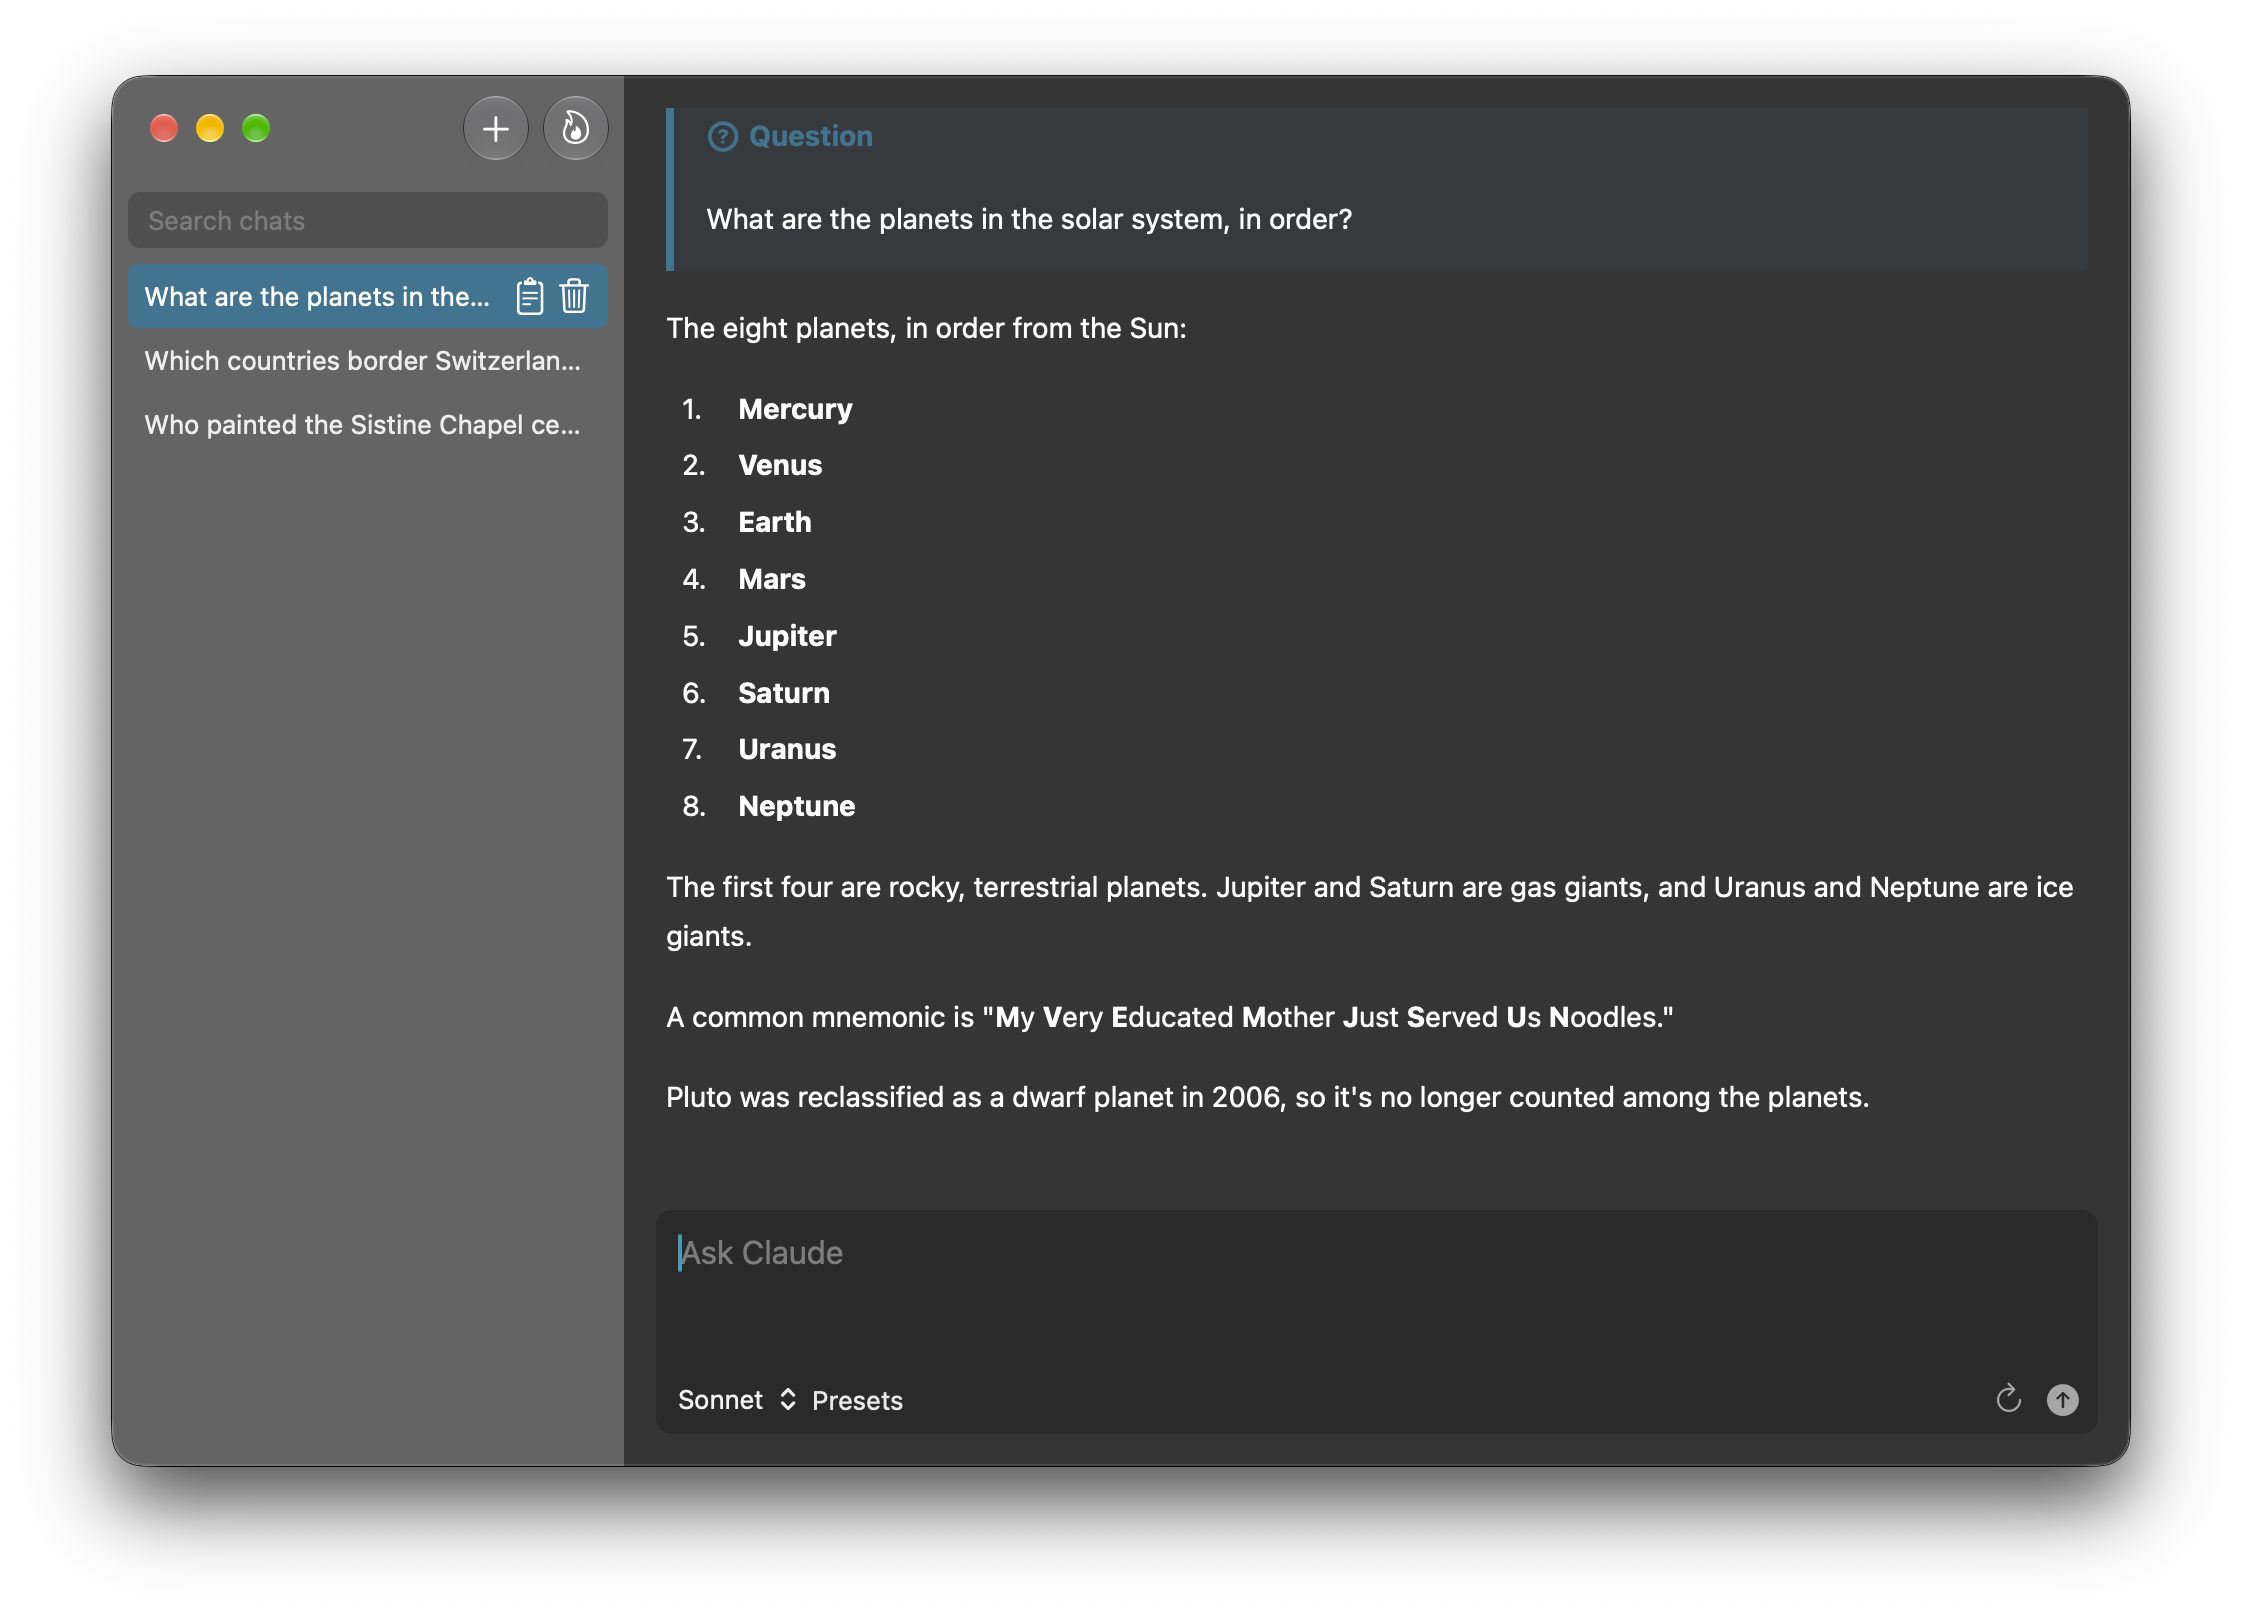 Search chats
What are the planets in the...
Which countries border Switzerlan...
Who painted the Sistine Chapel ce...
Question
What are the planets in the solar system, in order?
The eight planets, in order from the Sun:
1. Mercury
2. Venus
3. Earth
4. Mars
5. Jupiter
6. Saturn
7. Uranus
8. Neptune
The first four are rocky, terrestrial planets. Jupiter and Saturn are gas giants, and Uranus and Neptune are ice
giants.
A common mnemonic is "My Very Educated Mother Just Served Us Noodles."
Pluto was reclassified as a dwarf planet in 2006, so it's no longer counted among the planets.
Ask Claude
Sonnet Presets